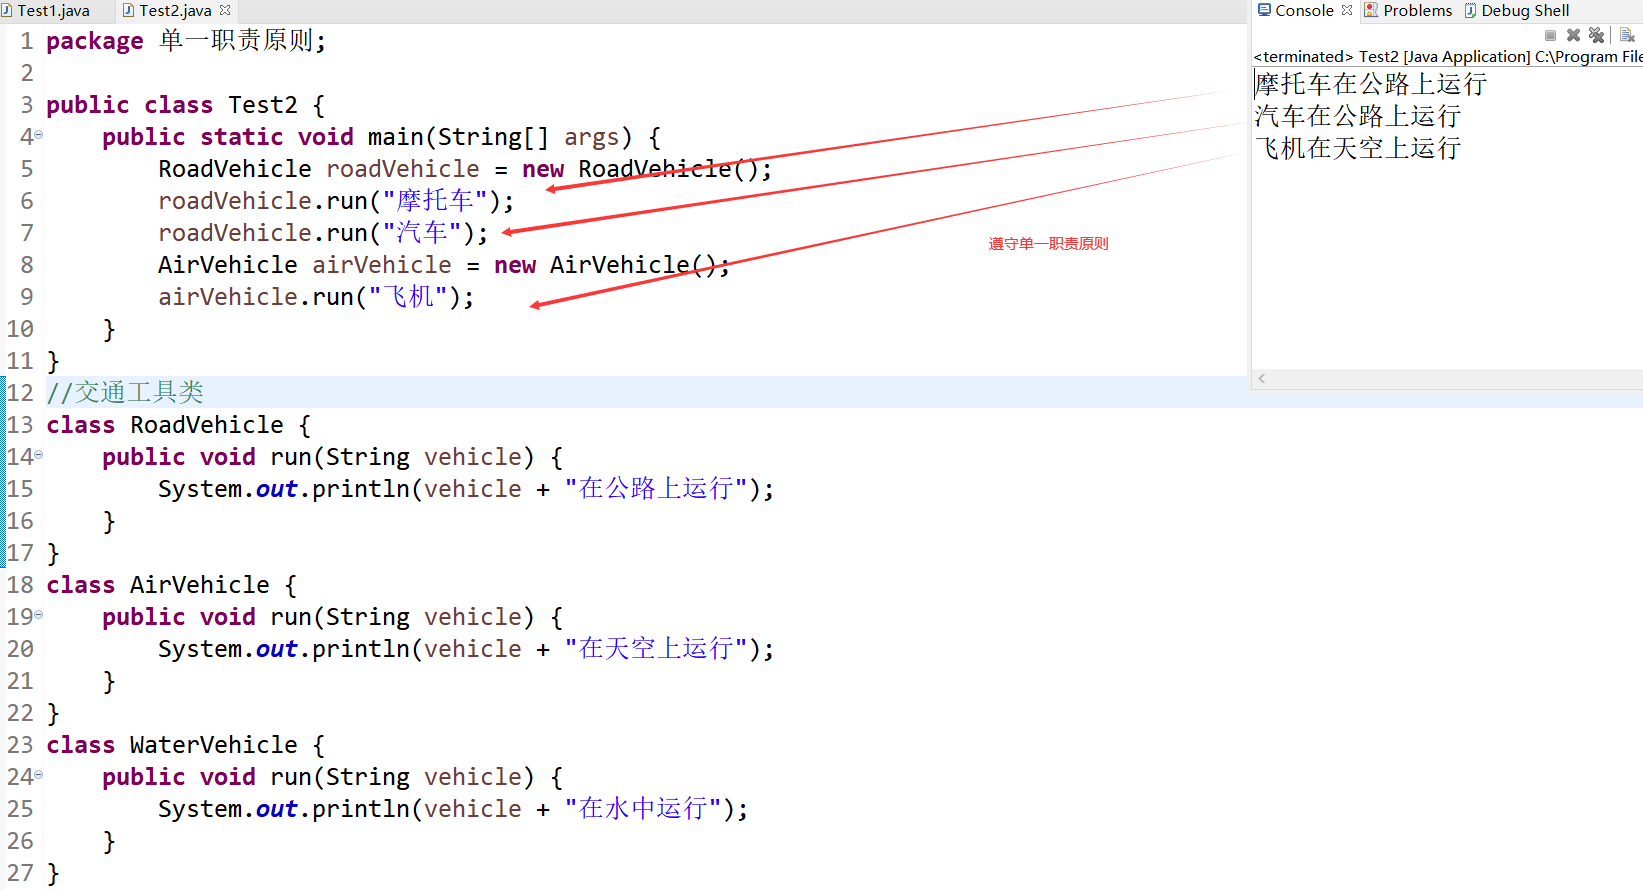 Test1.java
Test2.java
1 package 单一职责原则;
2
3 public class Test2 {
4 public static void main(String[] args) {
5 RoadVehicle roadVehicle = new RoadVehicle();
6 roadVehicle.run("摩托车");
7 roadVehicle.run("汽车");
8 AirVehicle airVehicle = new AirVehicle();
9 airVehicle.run("飞机");
10 }
11 }
12 //交通工具类
13 class RoadVehicle {
14 public void run(String vehicle) {
15 System.out.println(vehicle + "在公路上运行");
16 }
17 }
18 class AirVehicle {
19 public void run(String vehicle) {
20 System.out.println(vehicle + "在天空上运行");
21 }
22 }
23 class WaterVehicle {
24 public void run(String vehicle) {
25 System.out.println(vehicle + "在水中运行");
26 }
27 }
遵守单一职责原则
Console Problems Debug Shell
<terminated> Test2 [Java Application] C:\Program File
摩托车在公路上运行
汽车在公路上运行
飞机在天空上运行